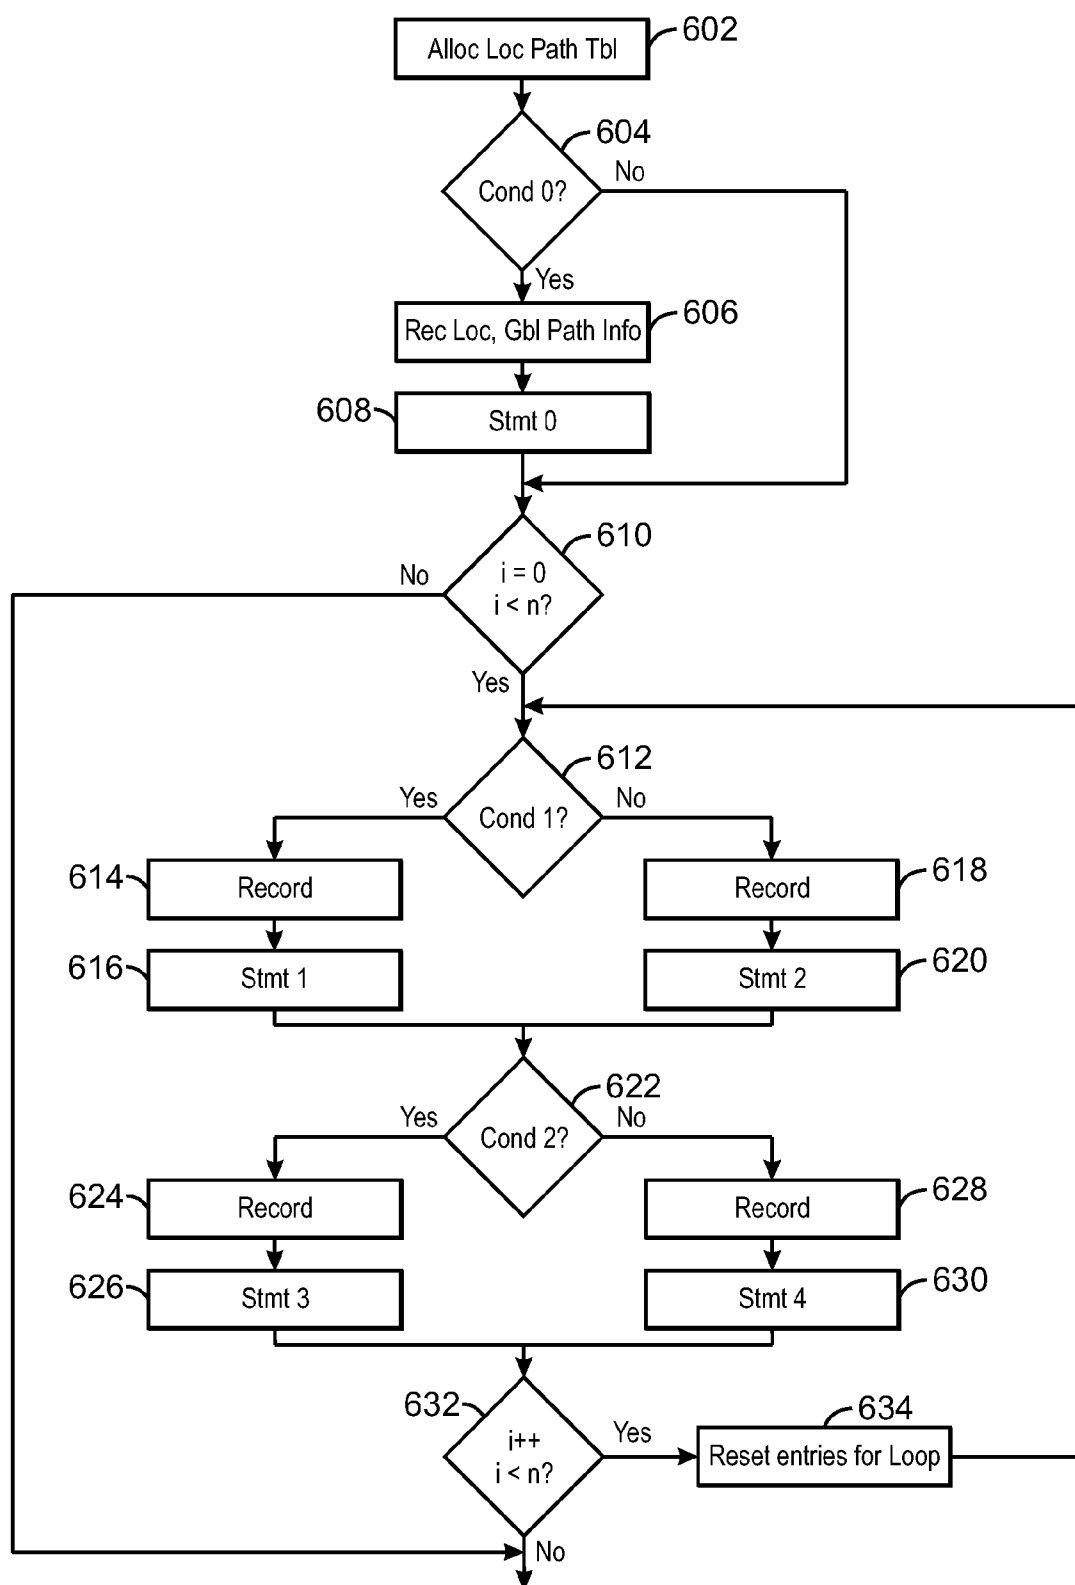 Alloc Loc Path Tbl
602
604
Cond 0?
No
Yes
Rec Loc, Gbl Path Info
606
608
Stmt 0
610
No
i = 0
i < n?
Yes
612
Yes
Cond 1?
No
614
Record
Record
618
616
Stmt 1
Stmt 2
620
622
Yes
Cond 2?
No
624
Record
Record
628
626
Stmt 3
Stmt 4
630
632
i++
i < n?
Yes
634
Reset entries for Loop
No